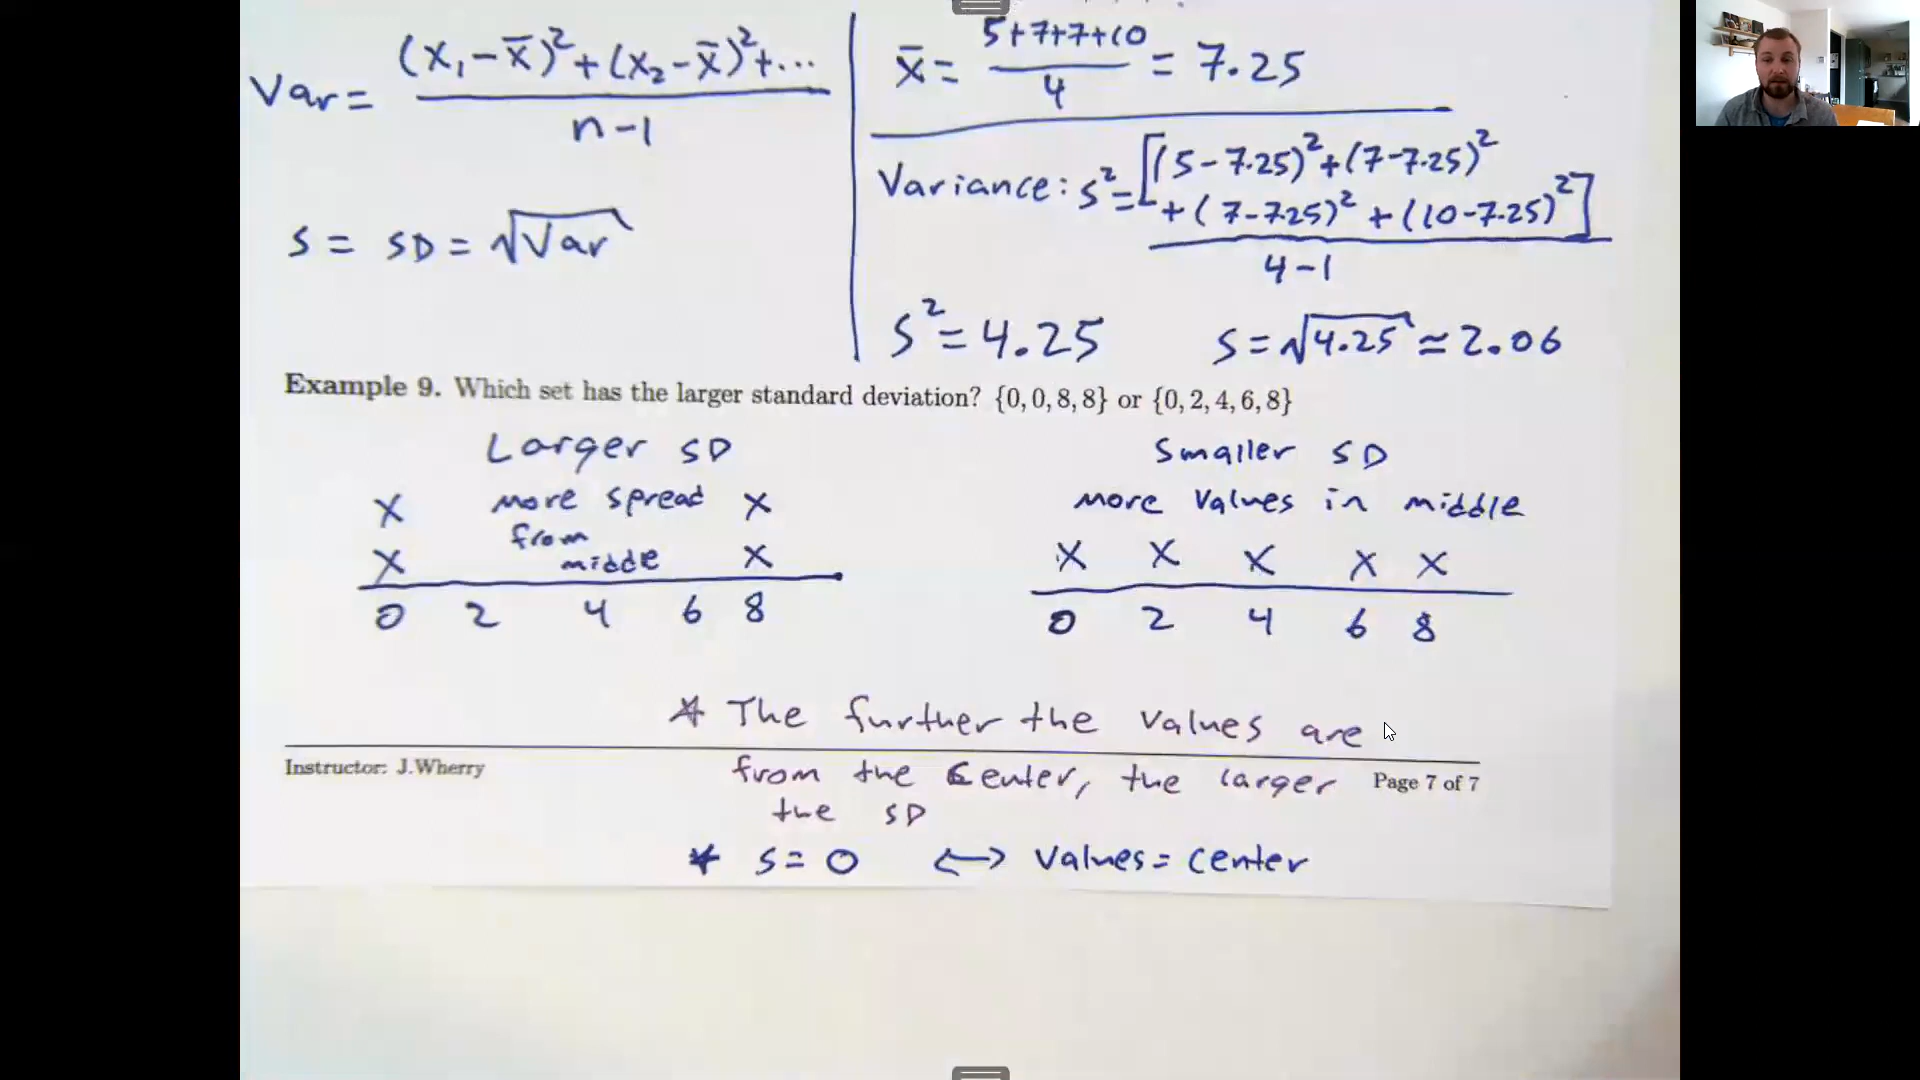 Var = (x₁-x̄)²+(x₂-x̄)²+...
n-1
s = SD = √Var
x̄ = 5+7+7+10 = 7.25
4
Variance: s² = [(5-7.25)²+(7-7.25)²
+(7-7.25)² + (10-7.25)²]
4-1
s² = 4.25 s = √4.25 ≃ 2.06
Example 9. Which set has the larger standard deviation? {0, 0, 8, 8} or {0, 2, 4, 6, 8}
Larger SD
more spread
from
midde
x x
x x
0 2 4 6 8
Smaller SD
more values in middle
x x x x x
0 2 4 6 8
* The further the values are
from the center, the larger
the SD
* s = 0 ↔ values = center
Instructor: J.Wherry
Page 7 of 7